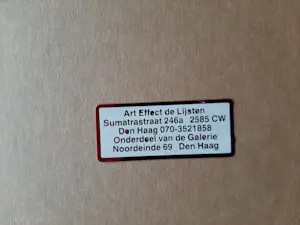 Art Effect de Lijsten
Sumatrastraat 246a 2585 CW
Den Haag 070-3521858
Onderdeel van de Galerie
Noordeinde 69 Den Haag